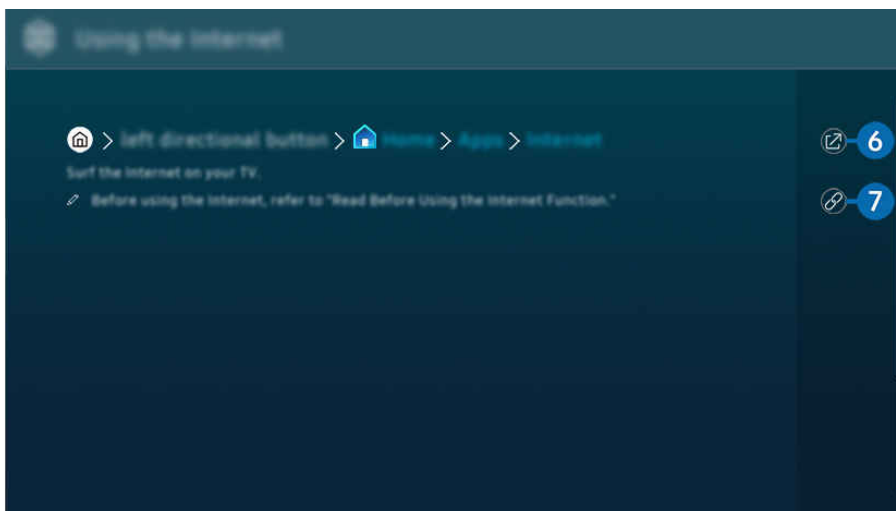 Using the Internet
> left directional button > Home > Apps > Internet
6
Surf the Internet on your TV.
Before using the Internet, refer to "Read Before Using the Internet Function."
7